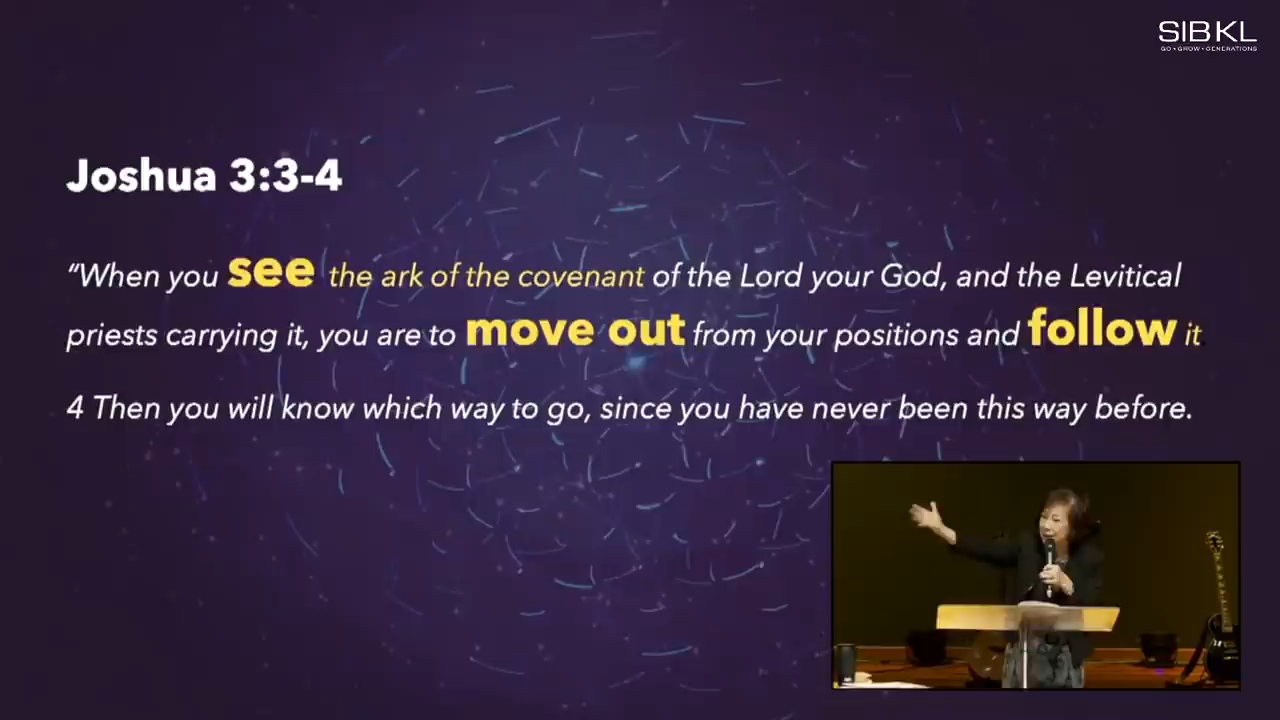 SIBKL
GO • GROW • GENERATIONS
Joshua 3:3-4
“When you see the ark of the covenant of the Lord your God, and the Levitical
priests carrying it, you are to move out from your positions and follow it
4 Then you will know which way to go, since you have never been this way before.